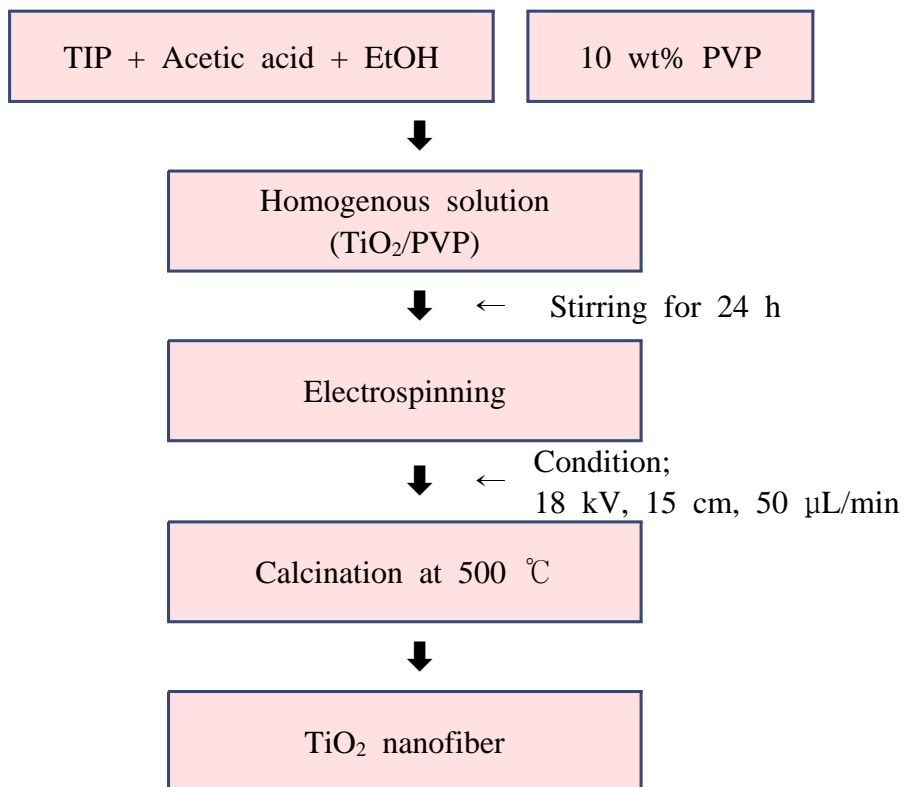 TIP + Acetic acid + EtOH
10 wt% PVP
Homogenous solution
(TiO₂/PVP)
← Stirring for 24 h
Electrospinning
Condition;
← 18 kV, 15 cm, 50 μL/min
Calcination at 500 ℃
TiO₂ nanofiber